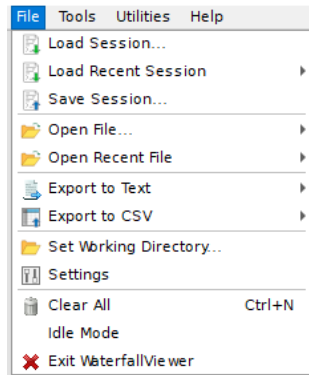 File Tools Utilities Help
Load Session...
Load Recent Session
Save Session...
Open File...
Open Recent File
Export to Text
Export to CSV
Set Working Directory...
Settings
Clear All Ctrl+N
Idle Mode
Exit WaterfallViewer